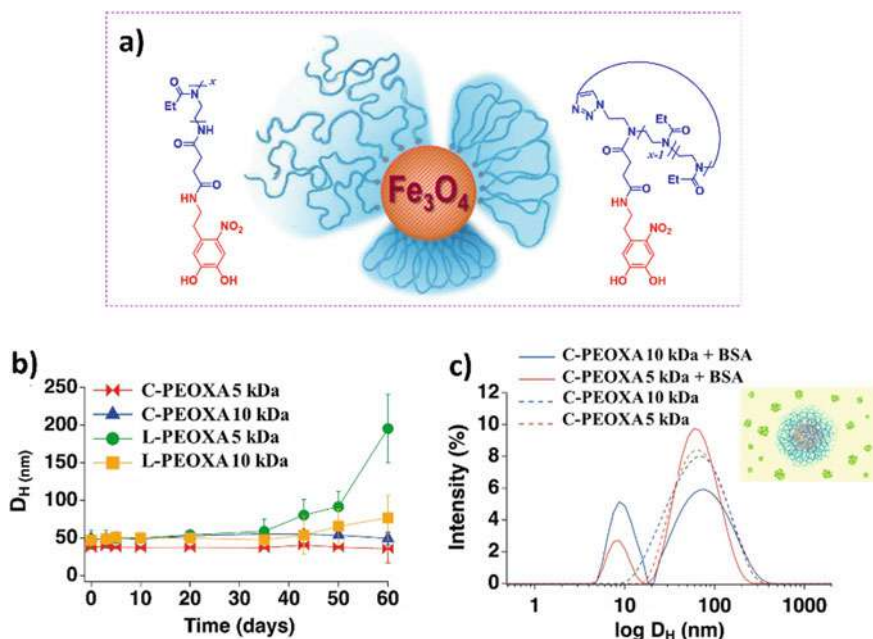 a)
Et
O
N
x
NH
O
O
HN
NO₂
HO
OH
Fe₃O₄
N
N=N
N
Et
O
N
x-1
N
Et
O
O
O
HN
NO₂
HO
OH
b)
C-PEOXA 5 kDa
C-PEOXA 10 kDa
L-PEOXA 5 kDa
L-PEOXA 10 kDa
D_H (nm)
250
200
150
100
50
0
0 10 20 30 40 50 60
Time (days)
c)
C-PEOXA 10 kDa + BSA
C-PEOXA 5 kDa + BSA
C-PEOXA 10 kDa
C-PEOXA 5 kDa
Intensity (%)
12
10
8
6
4
2
0
1 10 100 1000
log D_H (nm)